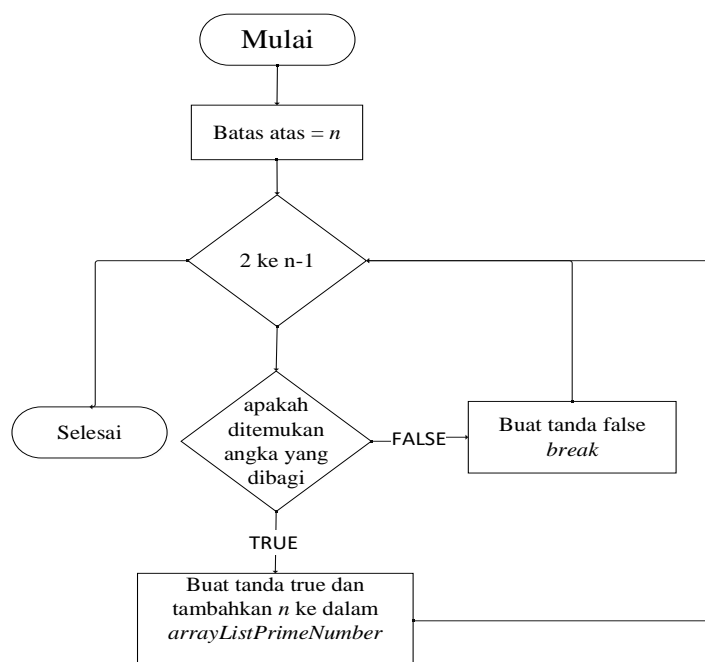 Mulai
Batas atas = n
2 ke n-1
Selesai
apakah
ditemukan
angka yang
dibagi
FALSE
Buat tanda false
break
TRUE
Buat tanda true dan
tambahkan n ke dalam
arrayListPrimeNumber